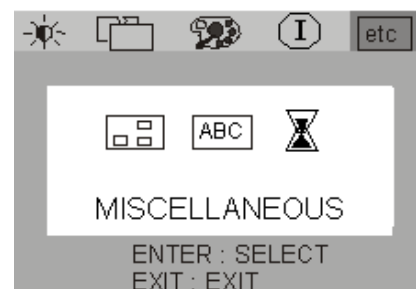 I etc
ABC
MISCELLANEOUS
ENTER : SELECT
EXIT : EXIT